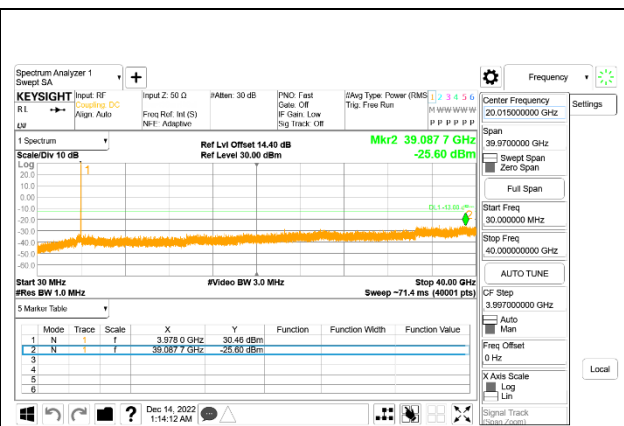 Spectrum Analyzer 1
Swept SA
Frequency
KEYSIGHT
Input: RF
Input Z: 50 Ω
#Atten: 30 dB
PNO: Fast
#Avg Type: Power (RMS
1 2 3 4 5 6
Coupling: DC
Gate: Off
Trig: Free Run
RL
Align: Auto
Freq Ref: Int (S)
IF Gain: Low
M W W W W W
NFE: Adaptive
Sig Track: Off
P P P P P P
Center Frequency
20.015000000 GHz
Settings
Span
39.9700000 GHz
Swept Span
Zero Span
Full Span
Start Freq
30.000000 MHz
Stop Freq
40.000000000 GHz
AUTO TUNE
CF Step
3.997000000 GHz
Auto
Man
Freq Offset
0 Hz
X Axis Scale
Log
Lin
Signal Track
(Span Zoom)
Local
1 Spectrum
Ref Lvl Offset 14.40 dB
Mkr2 39.087 7 GHz
Scale/Div 10 dB
Ref Level 30.00 dBm
-25.60 dBm
Log
20.0
10.0
0.00
-10.0
-20.0
-30.0
-40.0
-50.0
-60.0
1
2
Start 30 MHz
#Video BW 3.0 MHz
Stop 40.00 GHz
#Res BW 1.0 MHz
Sweep ~71.4 ms (40001 pts)
5 Marker Table
Mode Trace Scale X Y Function Function Width Function Value
1 N 1 f 3.978 0 GHz 30.46 dBm
2 N 1 f 39.087 7 GHz -25.60 dBm
3
4
5
6
Dec 14, 2022
1:14:12 AM